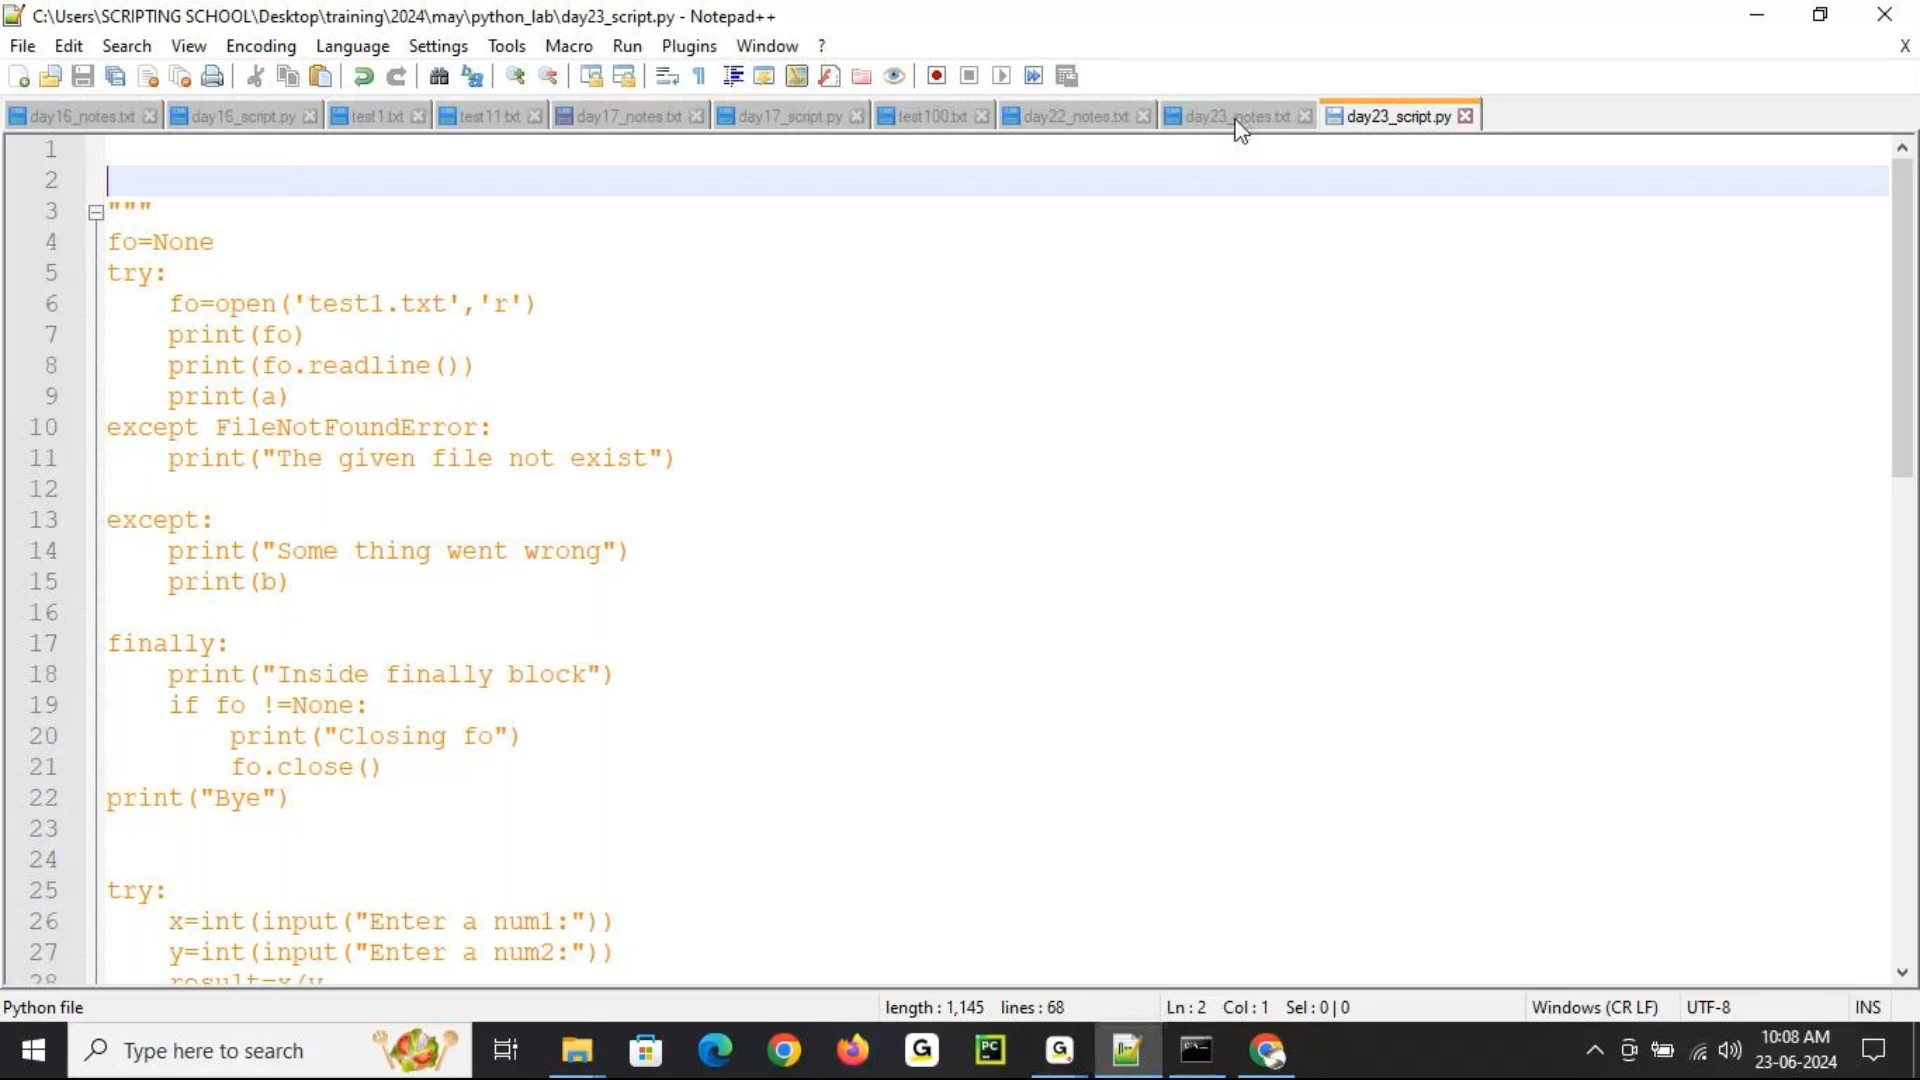 C:\Users\SCRIPTING SCHOOL\Desktop\training\2024\may\python_lab\day23_script.py - Notepad++
File Edit Search View Encoding Language Settings Tools Macro Run Plugins Window ? X
day16_notes.txt day16_script.py test1.txt test11.txt day17_notes.txt day17_script.py test100.txt day22_notes.txt day23_notes.txt day23_script.py
1
2
3 """
4 fo=None
5 try:
6 fo=open('test1.txt','r')
7 print(fo)
8 print(fo.readline())
9 print(a)
10 except FileNotFoundError:
11 print("The given file not exist")
12
13 except:
14 print("Some thing went wrong")
15 print(b)
16
17 finally:
18 print("Inside finally block")
19 if fo !=None:
20 print("Closing fo")
21 fo.close()
22 print("Bye")
23
24
25 try:
26 x=int(input("Enter a num1:"))
27 y=int(input("Enter a num2:"))
28 result=x/y
Python file length : 1,145 lines : 68 Ln : 2 Col : 1 Sel : 0 | 0 Windows (CR LF) UTF-8 INS
Type here to search
10:08 AM
23-06-2024